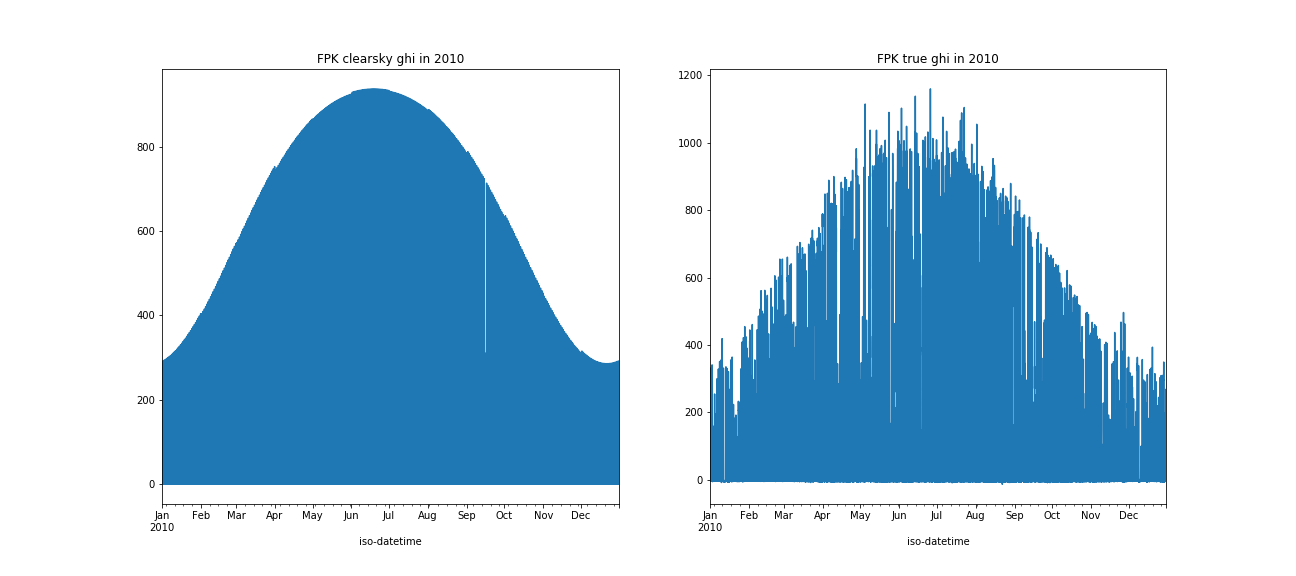 FPK clearsky ghi in 2010
800
600
400
200
0
Jan Feb Mar Apr May Jun Jul Aug Sep Oct Nov Dec
2010
iso-datetime
FPK true ghi in 2010
1200
1000
800
600
400
200
0
Jan Feb Mar Apr May Jun Jul Aug Sep Oct Nov Dec
2010
iso-datetime